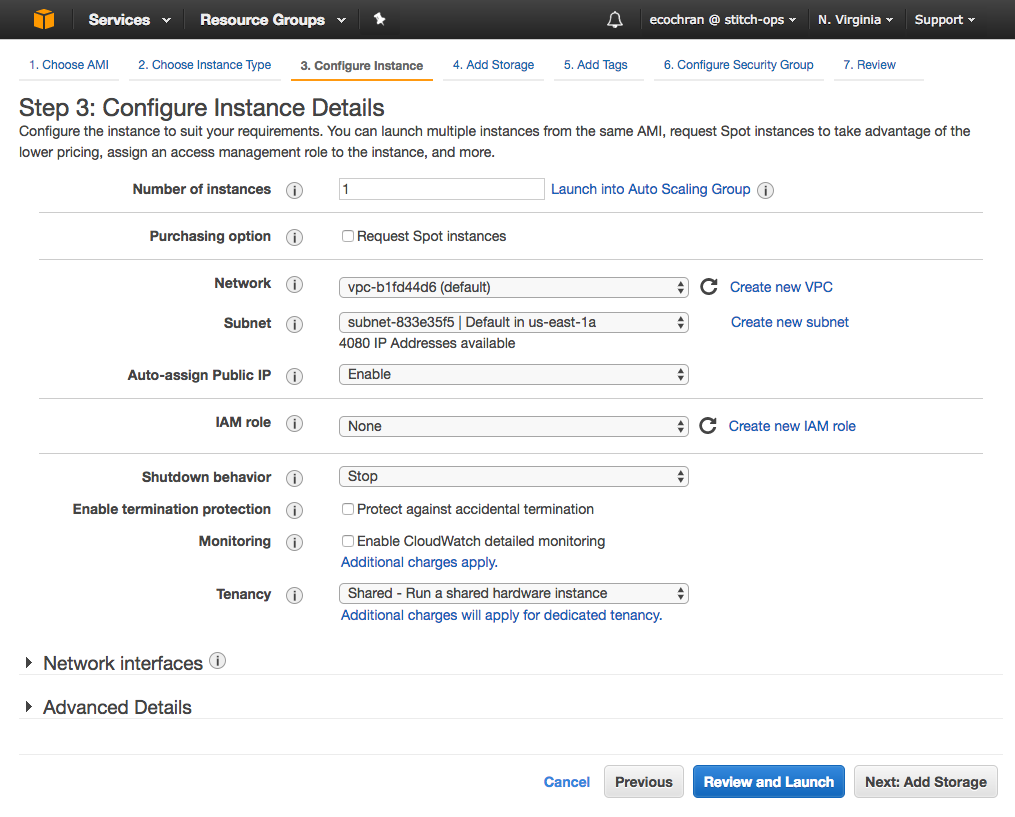 Services Resource Groups ecochran @ stitch-ops N. Virginia Support
1. Choose AMI 2. Choose Instance Type 3. Configure Instance 4. Add Storage 5. Add Tags 6. Configure Security Group 7. Review
Step 3: Configure Instance Details
Configure the instance to suit your requirements. You can launch multiple instances from the same AMI, request Spot instances to take advantage of the
lower pricing, assign an access management role to the instance, and more.
Number of instances i 1 Launch into Auto Scaling Group i
Purchasing option i Request Spot instances
Network i vpc-b1fd44d6 (default) Create new VPC
Subnet i subnet-833e35f5 | Default in us-east-1a Create new subnet
4080 IP Addresses available
Auto-assign Public IP i Enable
IAM role i None Create new IAM role
Shutdown behavior i Stop
Enable termination protection i Protect against accidental termination
Monitoring i Enable CloudWatch detailed monitoring
Additional charges apply.
Tenancy i Shared - Run a shared hardware instance
Additional charges will apply for dedicated tenancy.
Network interfaces i
Advanced Details
Cancel Previous Review and Launch Next: Add Storage